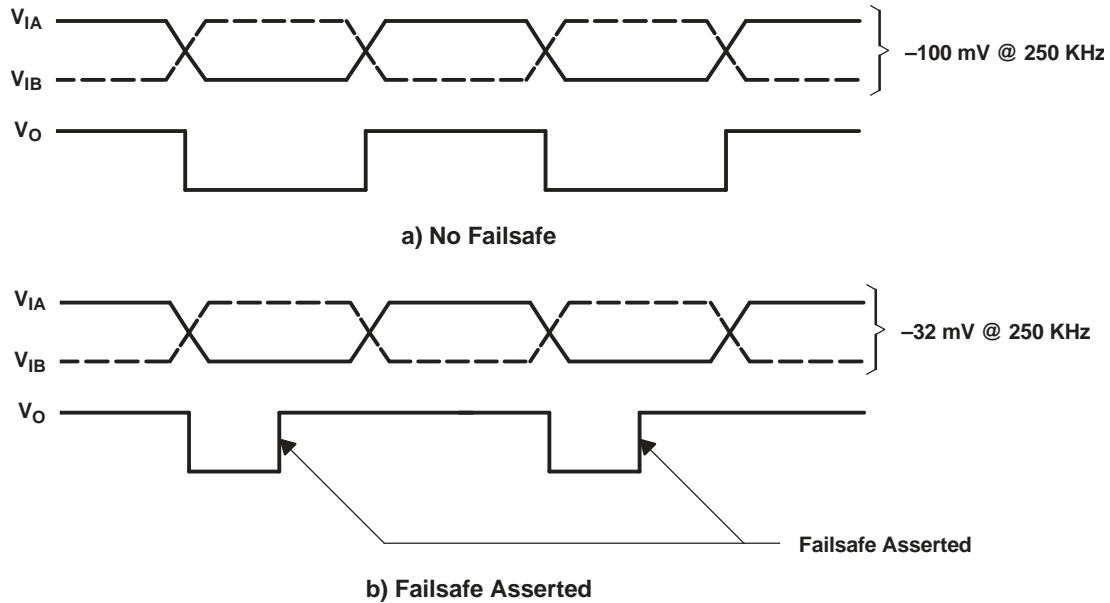 VIA
VIB
–100 mV @ 250 KHz
VO
a) No Failsafe
VIA
VIB
–32 mV @ 250 KHz
VO
Failsafe Asserted
b) Failsafe Asserted